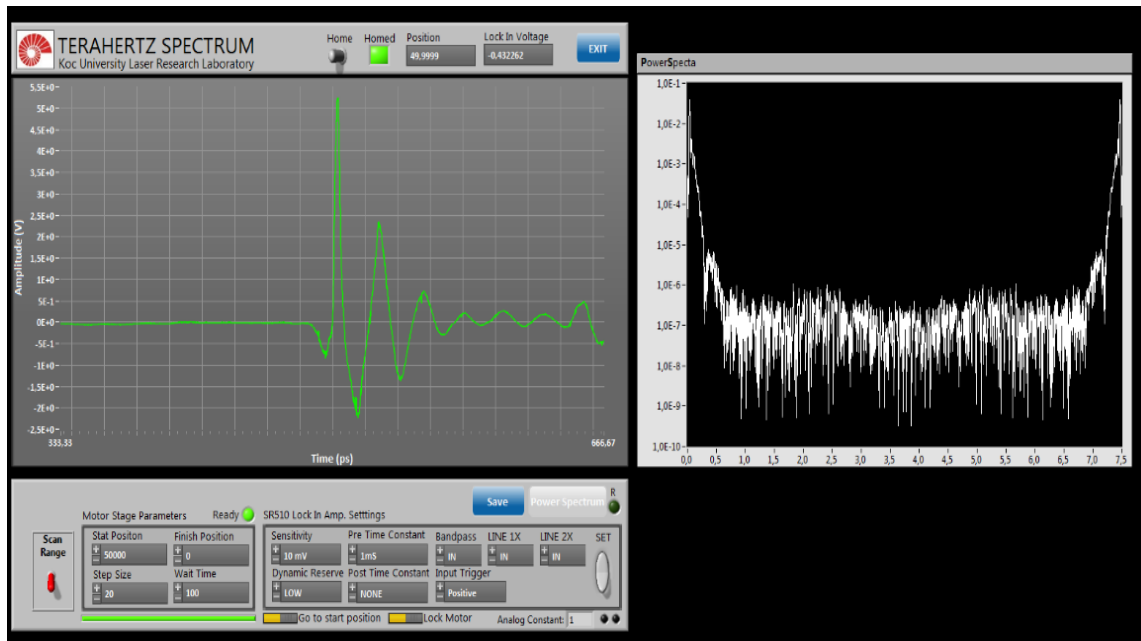 TERAHERTZ SPECTRUM
Koc University Laser Research Laboratory
Home Homed Position Lock In Voltage
49,9999 -0,432262
EXIT
5,5E+0
5E+0
4,5E+0
4E+0
3,5E+0
3E+0
2,5E+0
2E+0
1,5E+0
1E+0
5E-1
0E+0
-5E-1
-1E+0
-1,5E+0
-2E+0
-2,5E+0
Amplitude (V)
333,33 666,67
Time (ps)
PowerSpecta
1,0E-1
1,0E-2
1,0E-3
1,0E-4
1,0E-5
1,0E-6
1,0E-7
1,0E-8
1,0E-9
1,0E-10
0,0 0,5 1,0 1,5 2,0 2,5 3,0 3,5 4,0 4,5 5,0 5,5 6,0 6,5 7,0 7,5
Save Power Spectrum R
Scan Range
Motor Stage Parameters Ready
Stat Positon Finish Position
50000 0
Step Size Wait Time
20 100
SR510 Lock In Amp. Setttings
Sensitivity Pre Time Constant Bandpass LINE 1X LINE 2X SET
10 mV 1mS IN IN IN
Dynamic Reserve Post Time Constant Input Trigger
LOW NONE Positive
Go to start position Lock Motor Analog Constant: 1